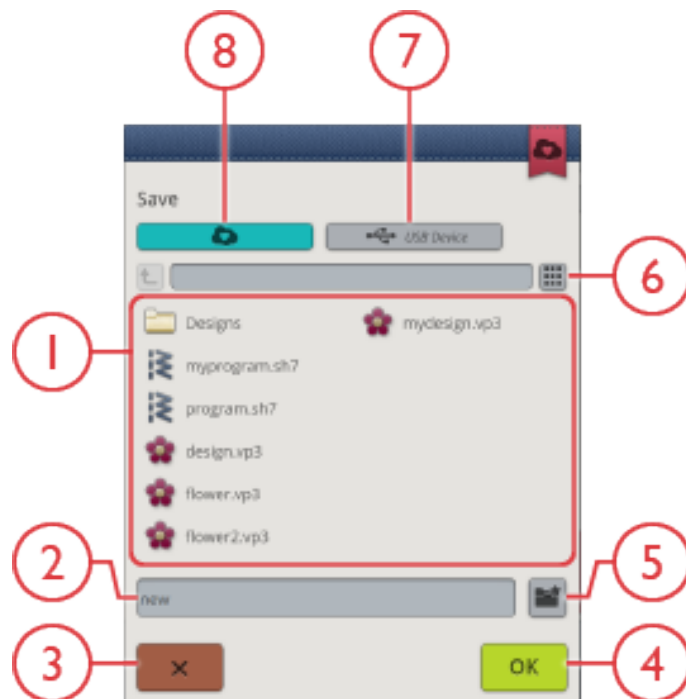 8
7
Save
USB Device
6
1
Designs
mydesign.vp3
myprogram.sh7
program.sh7
design.vp3
flower.vp3
flower2.vp3
2
new
5
3
OK
4